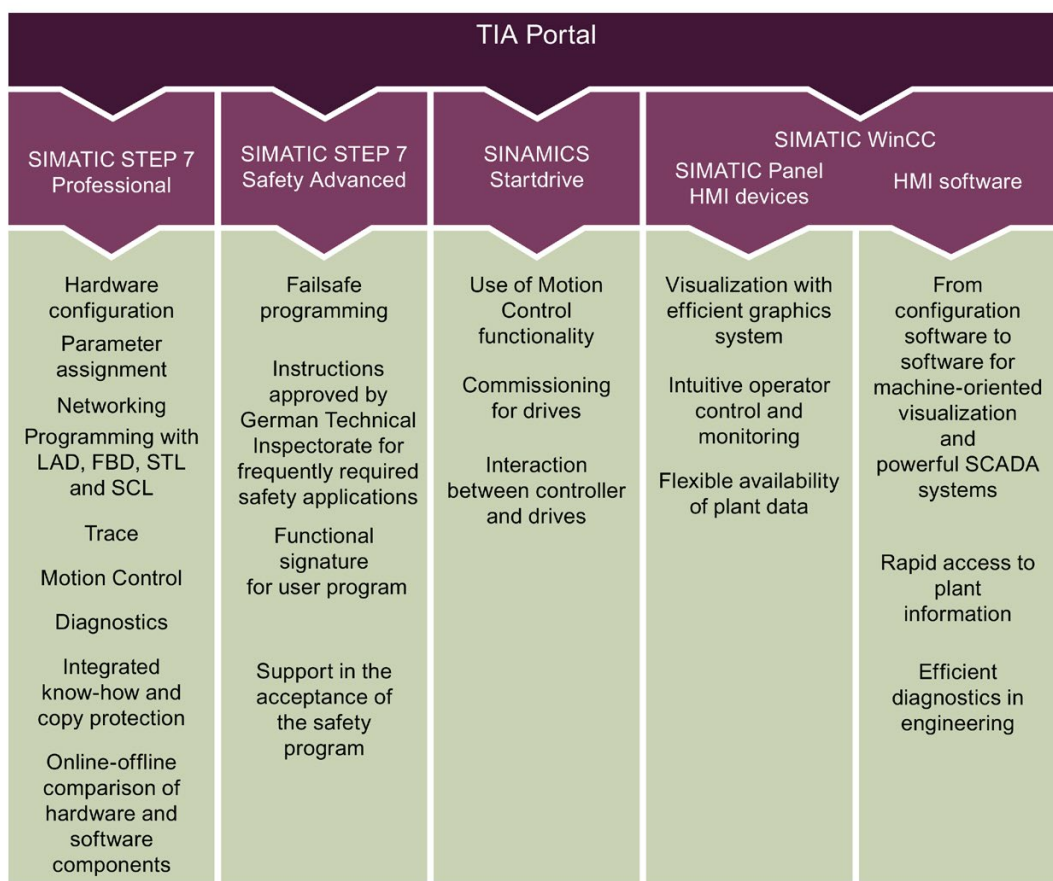 TIA Portal
SIMATIC STEP 7
Professional
SIMATIC STEP 7
Safety Advanced
SINAMICS
Startdrive
SIMATIC WinCC
SIMATIC Panel
HMI devices
HMI software
Hardware
configuration
Parameter
assignment
Networking
Programming with
LAD, FBD, STL
and SCL
Trace
Motion Control
Diagnostics
Integrated
know-how and
copy protection
Online-offline
comparison of
hardware and
software
components
Failsafe
programming
Instructions
approved by
German Technical
Inspectorate for
frequently required
safety applications
Functional
signature
for user program
Support in the
acceptance of
the safety
program
Use of Motion
Control
functionality
Commissioning
for drives
Interaction
between controller
and drives
Visualization with
efficient graphics
system
Intuitive operator
control and
monitoring
Flexible availability
of plant data
From
configuration
software to
software for
machine-oriented
visualization
and
powerful SCADA
systems
Rapid access to
plant
information
Efficient
diagnostics in
engineering